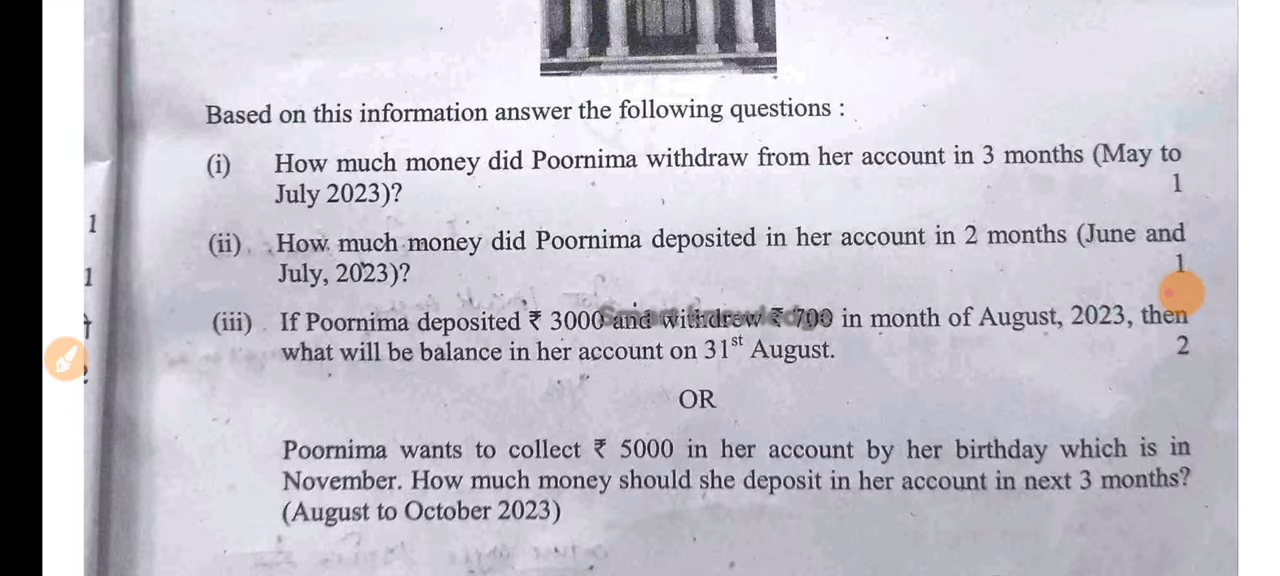 Based on this information answer the following questions :
(i) How much money did Poornima withdraw from her account in 3 months (May to
July 2023)? 1
1
(ii) How much money did Poornima deposited in her account in 2 months (June and
July, 2023)? 1
1
(iii) If Poornima deposited ₹ 3000 and withdrew ₹ 700 in month of August, 2023, then
what will be balance in her account on 31st August. 2
OR
Poornima wants to collect ₹ 5000 in her account by her birthday which is in
November. How much money should she deposit in her account in next 3 months?
(August to October 2023)